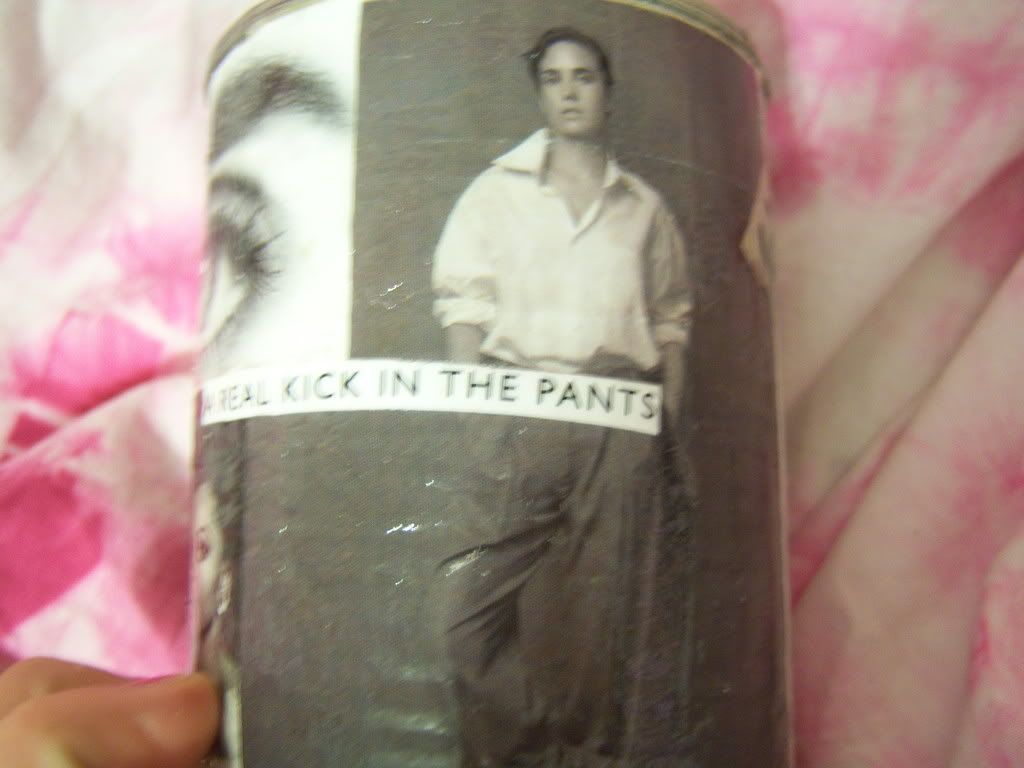 A REAL KICK IN THE PANTS